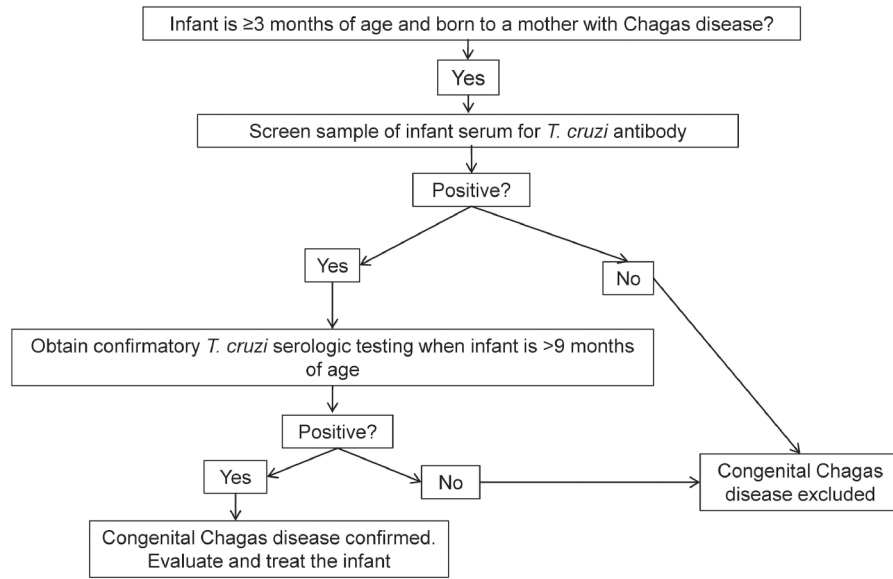 Infant is ≥3 months of age and born to a mother with Chagas disease?
Yes
Screen sample of infant serum for T. cruzi antibody
Positive?
Yes
No
Obtain confirmatory T. cruzi serologic testing when infant is >9 months
of age
Positive?
Yes
No
Congenital Chagas
disease excluded
Congenital Chagas disease confirmed.
Evaluate and treat the infant